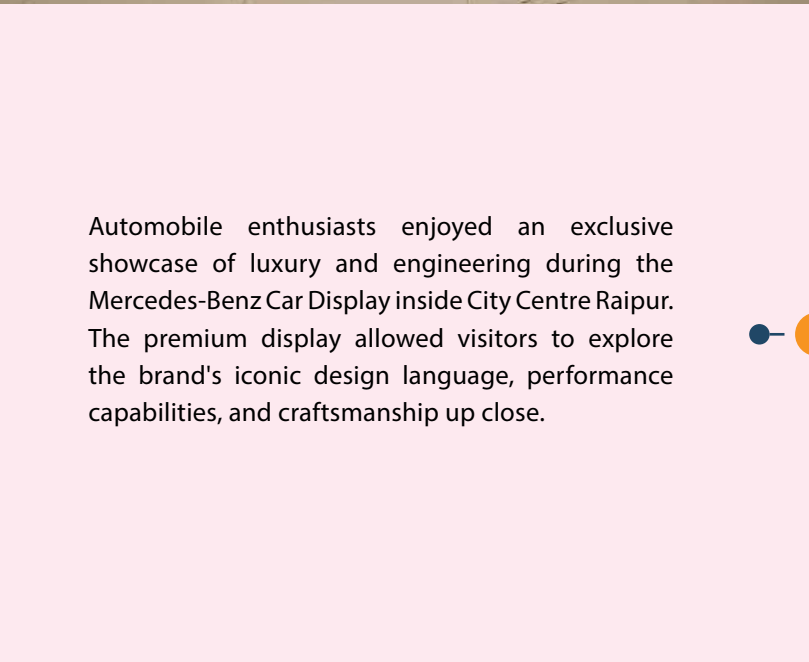 Automobile enthusiasts enjoyed an exclusive
showcase of luxury and engineering during the
Mercedes-Benz Car Display inside City Centre Raipur.
The premium display allowed visitors to explore
the brand's iconic design language, performance
capabilities, and craftsmanship up close.